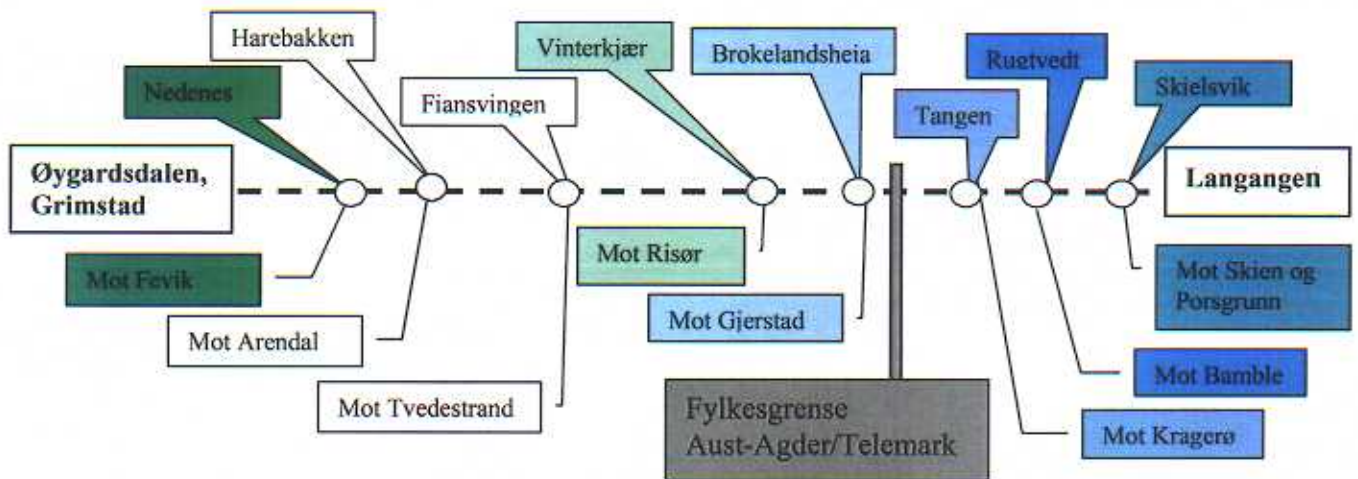 Harebakken
Vinterkjær
Brokelandsheia
Rugtvedt
Nedenes
Fiansvingen
Tangen
Skielsvik
Øygardsdalen,
Grimstad
Langangen
Mot Fevik
Mot Risør
Mot Skien og
Porsgrunn
Mot Arendal
Mot Gjerstad
Mot Tvedestrand
Mot Bamble
Fylkesgrense
Aust-Agder/Telemark
Mot Kragerø